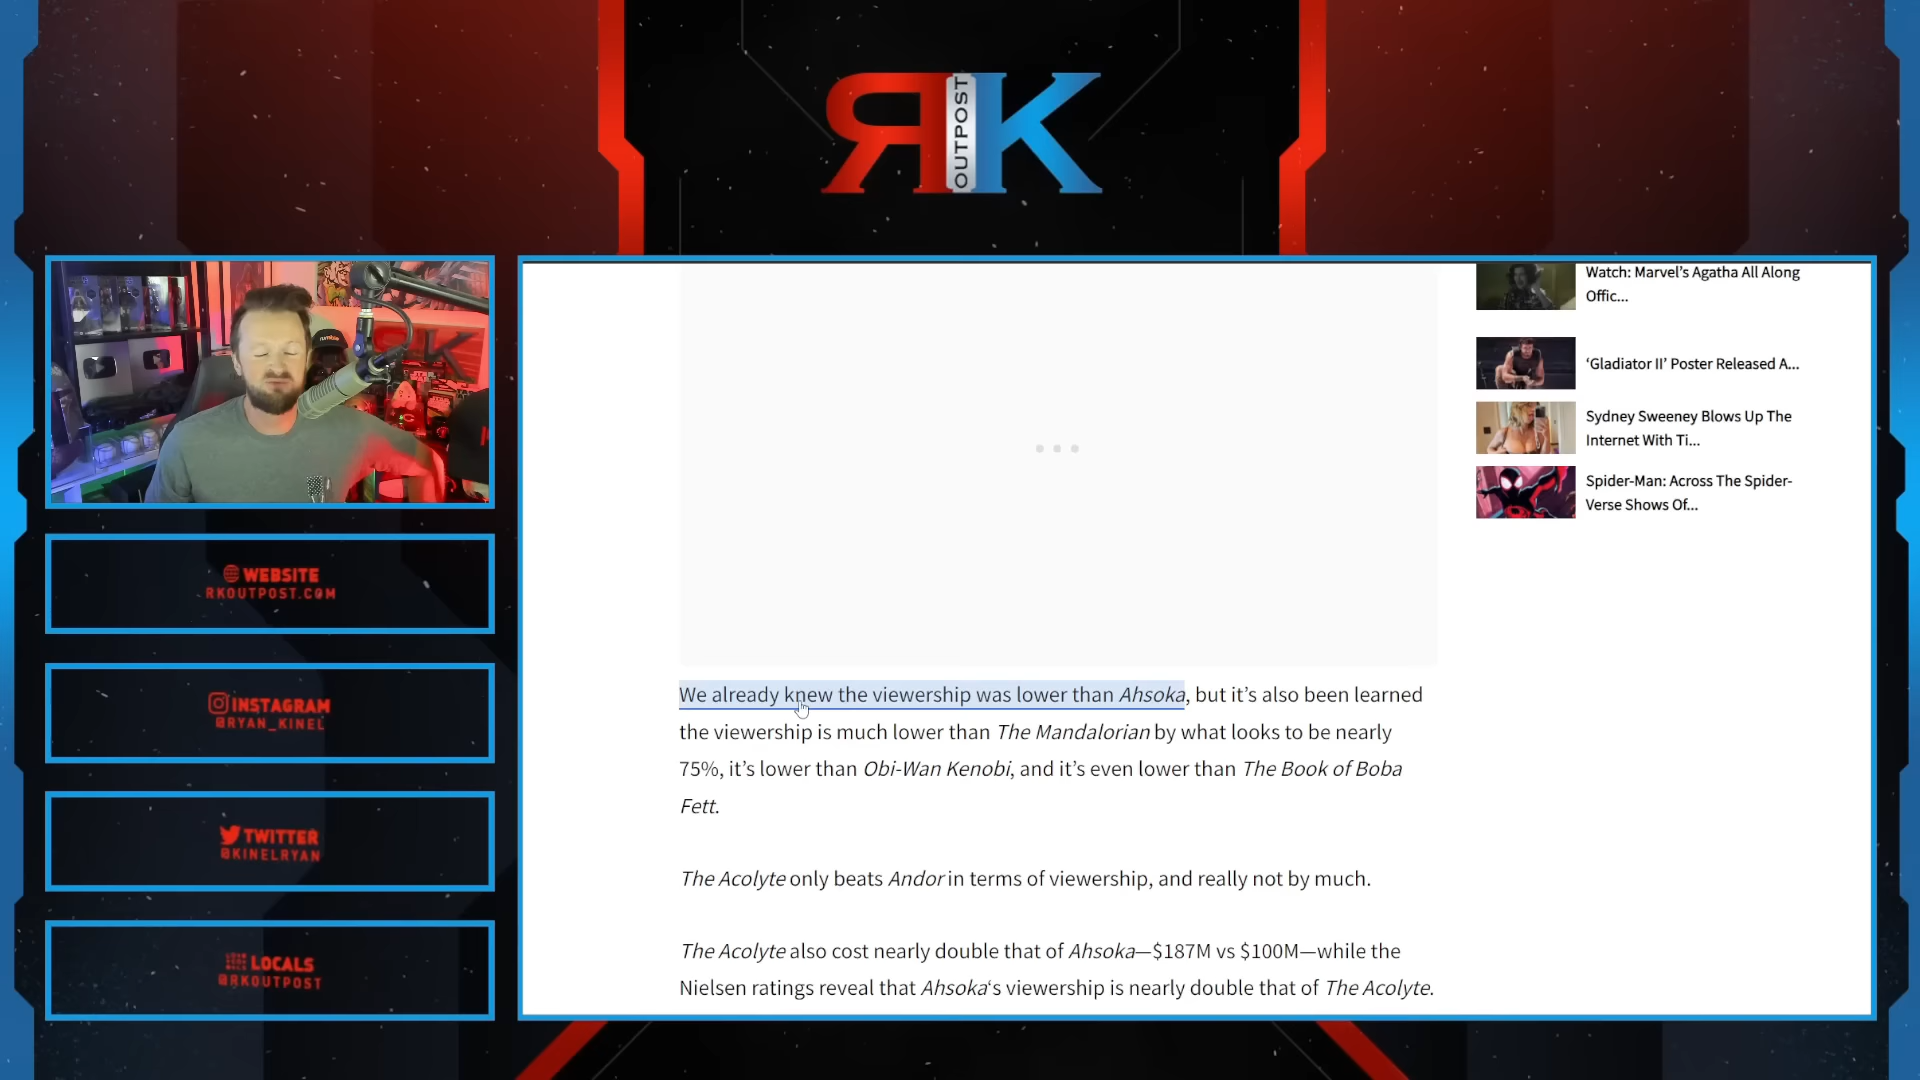 RK
OUTPOST
rumble
RK
WEBSITE
RKOUTPOST.COM
INSTAGRAM
@RYAN_KINEL
TWITTER
@KINELRYAN
LOCALS
@RKOUTPOST
Watch: Marvel’s Agatha All Along
Offic...
‘Gladiator II’ Poster Released A...
Sydney Sweeney Blows Up The
Internet With Ti...
Spider-Man: Across The Spider-
Verse Shows Of...
We already knew the viewership was lower than Ahsoka, but it’s also been learned
the viewership is much lower than The Mandalorian by what looks to be nearly
75%, it’s lower than Obi-Wan Kenobi, and it’s even lower than The Book of Boba
Fett.
The Acolyte only beats Andor in terms of viewership, and really not by much.
The Acolyte also cost nearly double that of Ahsoka—$187M vs $100M—while the
Nielsen ratings reveal that Ahsoka‘s viewership is nearly double that of The Acolyte.